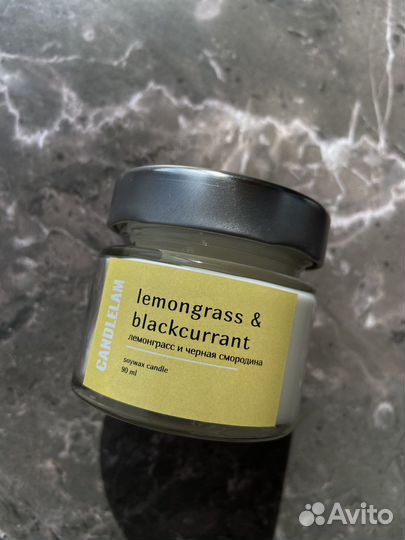 CANDLELAM
lemongrass &
blackcurrant
лемонграсс и черная смородина
soywax candle
90 ml
Avito